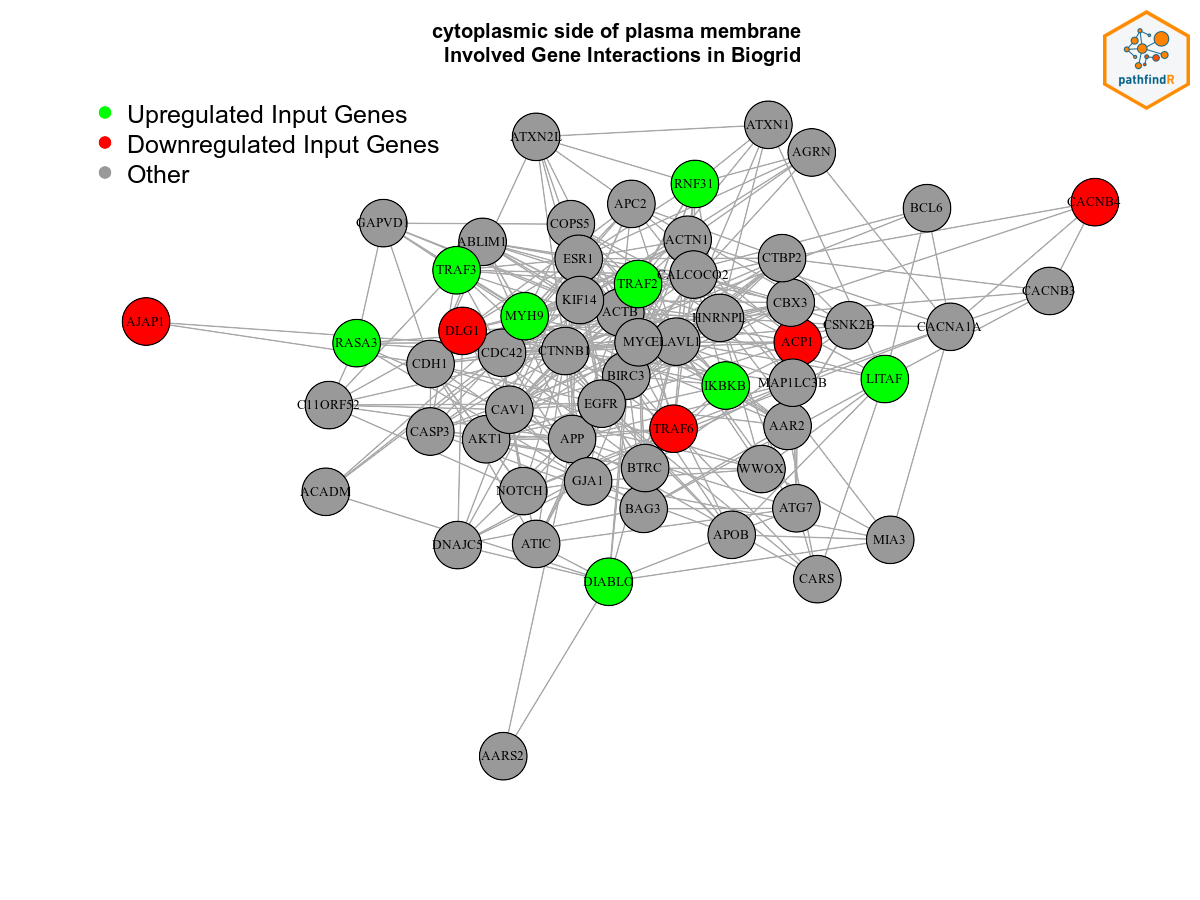 cytoplasmic side of plasma membrane
Involved Gene Interactions in Biogrid
pathfindR
Upregulated Input Genes
Downregulated Input Genes
Other
ATXN2L
ATXN1
AGRN
RNF31
APC2
BCL6
CACNB4
GAPVD1
COPS5
ABLIM1
ACTN1
ESR1
CTBP2
TRAF3
CALCOCO2
TRAF2
CACNB3
KIF14
CBX3
ACTB
MYH9
HNRNPL
AJAP1
CSNK2B
CACNA1A
DLG1
RASA3
MYC
ELAVL1
ACP1
CDC42
CTNNB1
CDH1
BIRC3
LITAF
IKBKB
MAP1LC3B
C11ORF52
EGFR
CAV1
AAR2
TRAF6
CASP3
AKT1
APP
BTRC
WWOX
GJA1
ACADM
NOTCH1
BAG3
ATG7
APOB
MIA3
DNAJC5
ATIC
CARS
DIABLO
AARS2